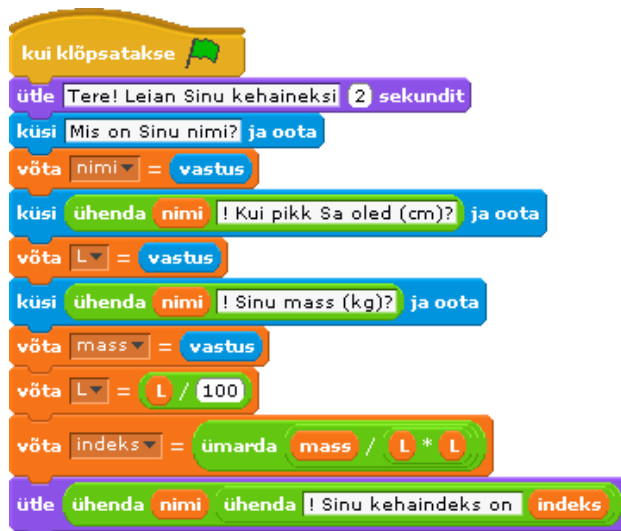 kui klõpsatakse
ütle Tere! Leian Sinu kehaineksi 2 sekundit
küsi Mis on Sinu nimi? ja oota
võta nimi = vastus
küsi ühenda nimi ! Kui pikk Sa oled (cm)? ja oota
võta L = vastus
küsi ühenda nimi ! Sinu mass (kg)? ja oota
võta mass = vastus
võta L = L / 100
võta indeks = ümarda mass / L * L
ütle ühenda nimi ühenda ! Sinu kehaindeks on indeks